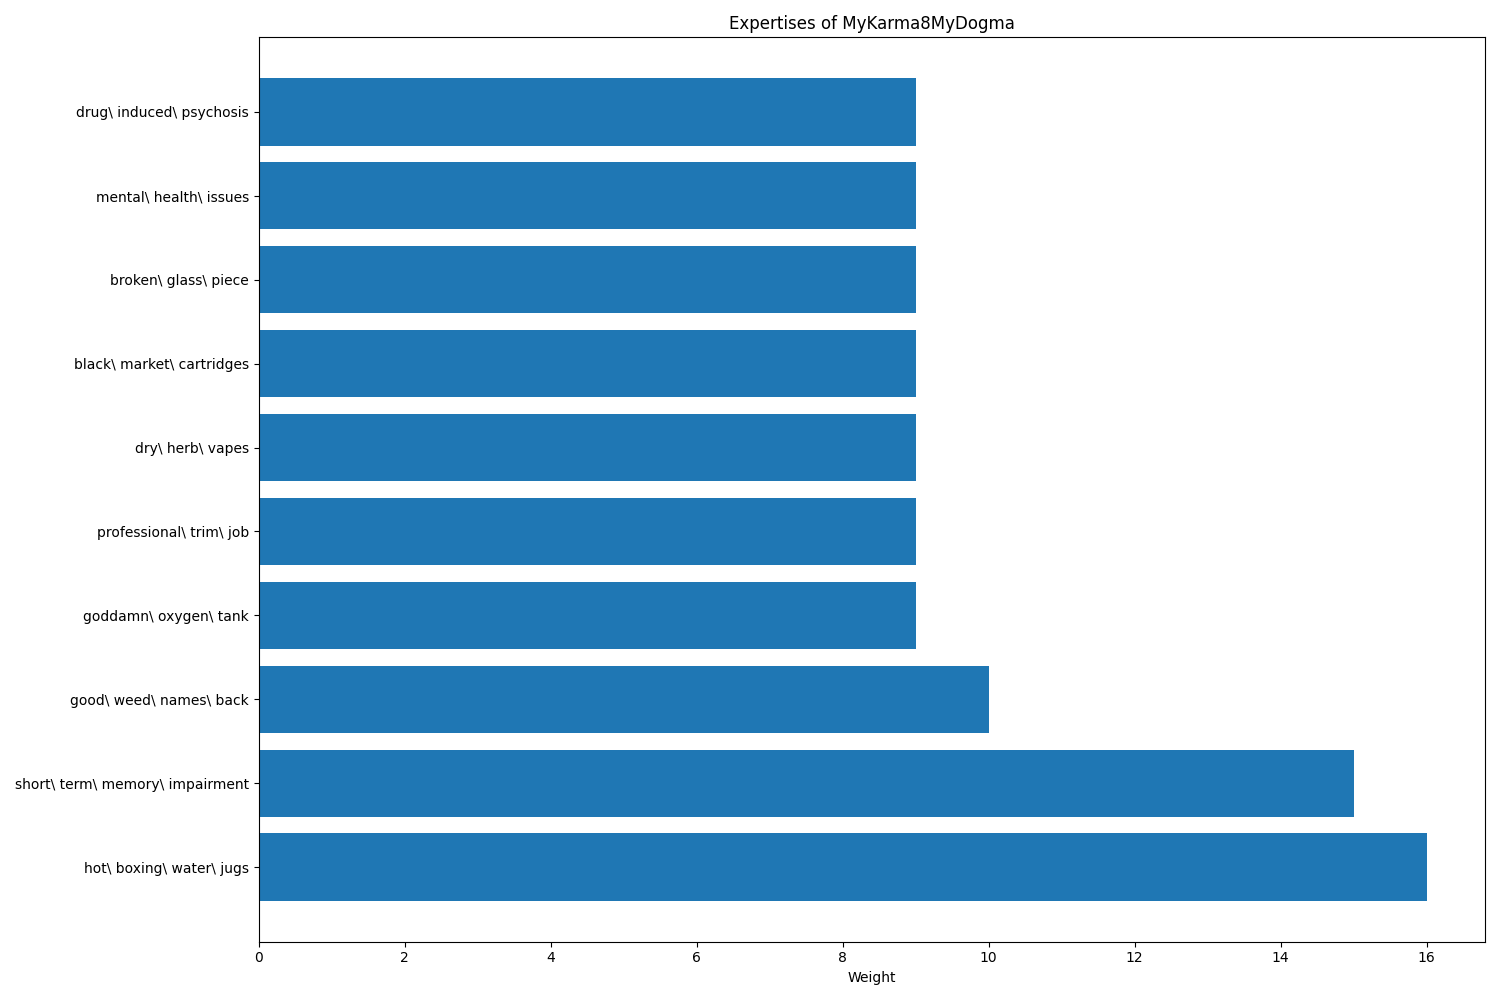 Expertises of MyKarma8MyDogma
drug\ induced\ psychosis
mental\ health\ issues
broken\ glass\ piece
black\ market\ cartridges
dry\ herb\ vapes
professional\ trim\ job
goddamn\ oxygen\ tank
good\ weed\ names\ back
short\ term\ memory\ impairment
hot\ boxing\ water\ jugs
0 2 4 6 8 10 12 14 16
Weight